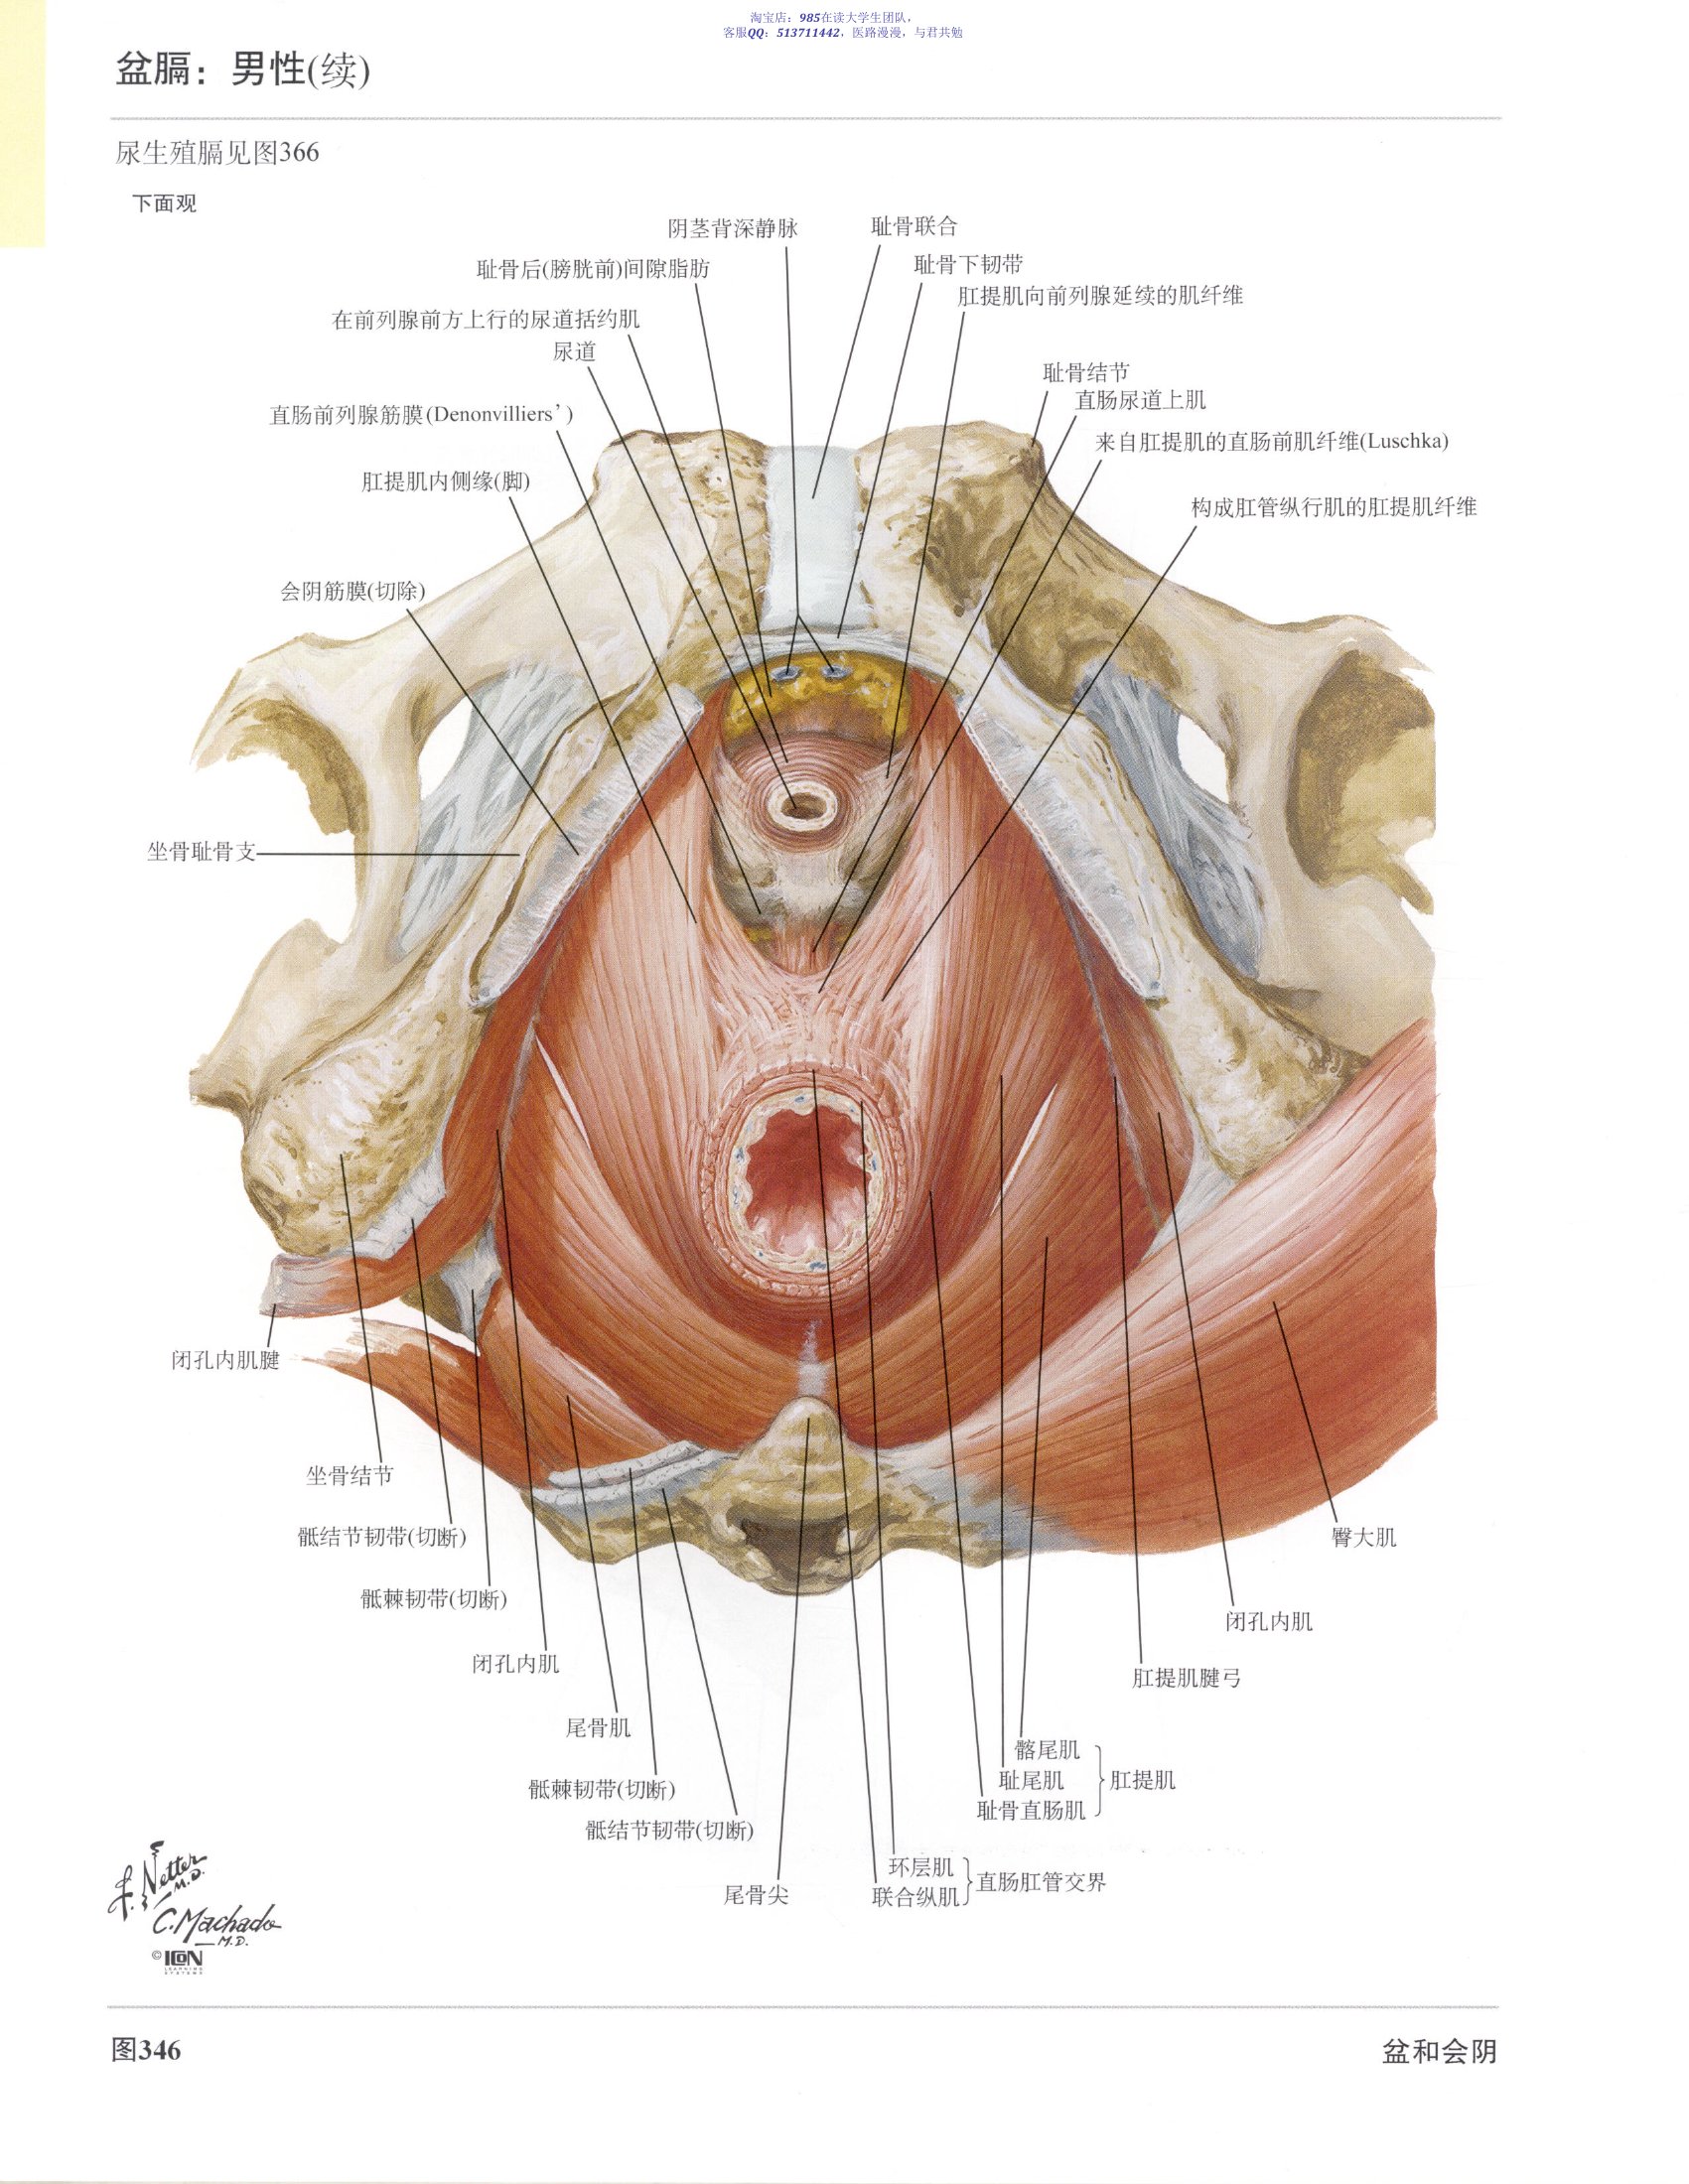 淘宝店：985在读大学生团队，
客服QQ：513711442，医路漫漫，与君共勉
盆膈：男性(续)
尿生殖膈见图366
下面观
阴茎背深静脉
耻骨联合
耻骨后(膀胱前)间隙脂肪
耻骨下韧带
肛提肌向前列腺延续的肌纤维
在前列腺前方上行的尿道括约肌
尿道
耻骨结节
直肠尿道上肌
直肠前列腺筋膜(Denonvilliers’)
来自肛提肌的直肠前肌纤维(Luschka)
肛提肌内侧缘(脚)
构成肛管纵行肌的肛提肌纤维
会阴筋膜(切除)
坐骨耻骨支
闭孔内肌腱
坐骨结节
骶结节韧带(切断)
臀大肌
骶棘韧带(切断)
闭孔内肌
闭孔内肌
肛提肌腱弓
尾骨肌
髂尾肌
耻尾肌
肛提肌
骶棘韧带(切断)
耻骨直肠肌
骶结节韧带(切断)
环层肌
直肠肛管交界
尾骨尖
联合纵肌
F. Netter
M.D.
C. Machado
M.D.
© ICON
LEARNING
SYSTEMS
图346
盆和会阴